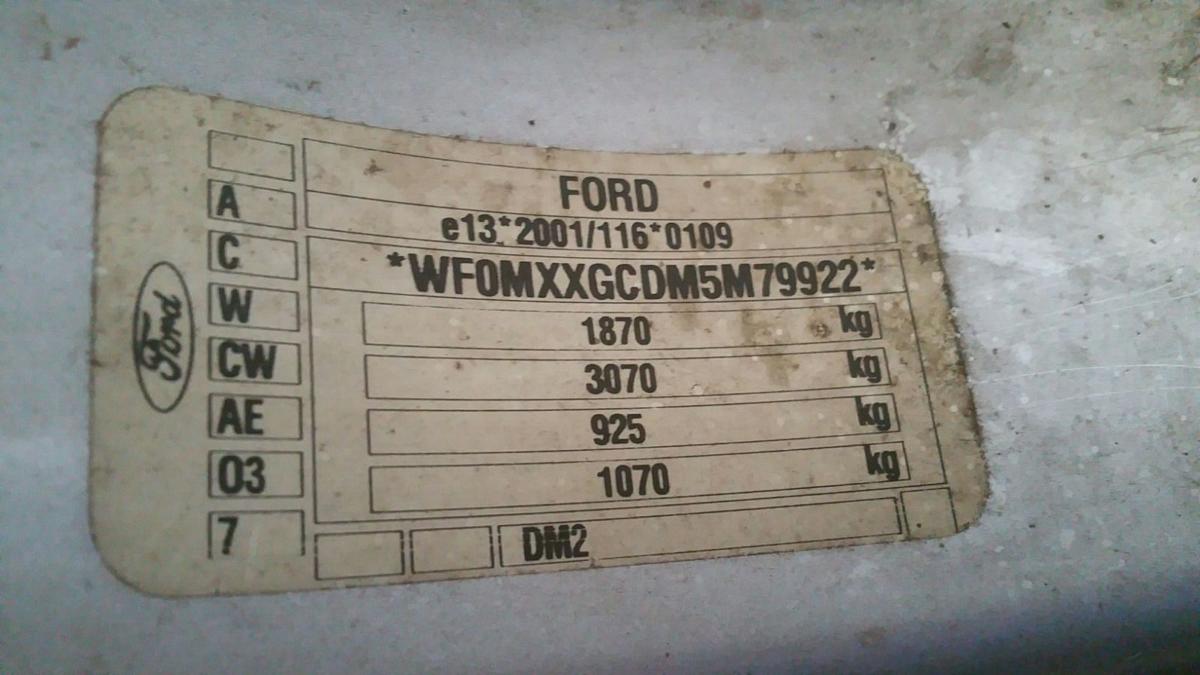 Ford
A
C
W
CW
AE
03
7
FORD
e13*2001/116*0109
*WF0MXXGCDM5M79922*
1870 kg
3070 kg
925 kg
1070 kg
DM2